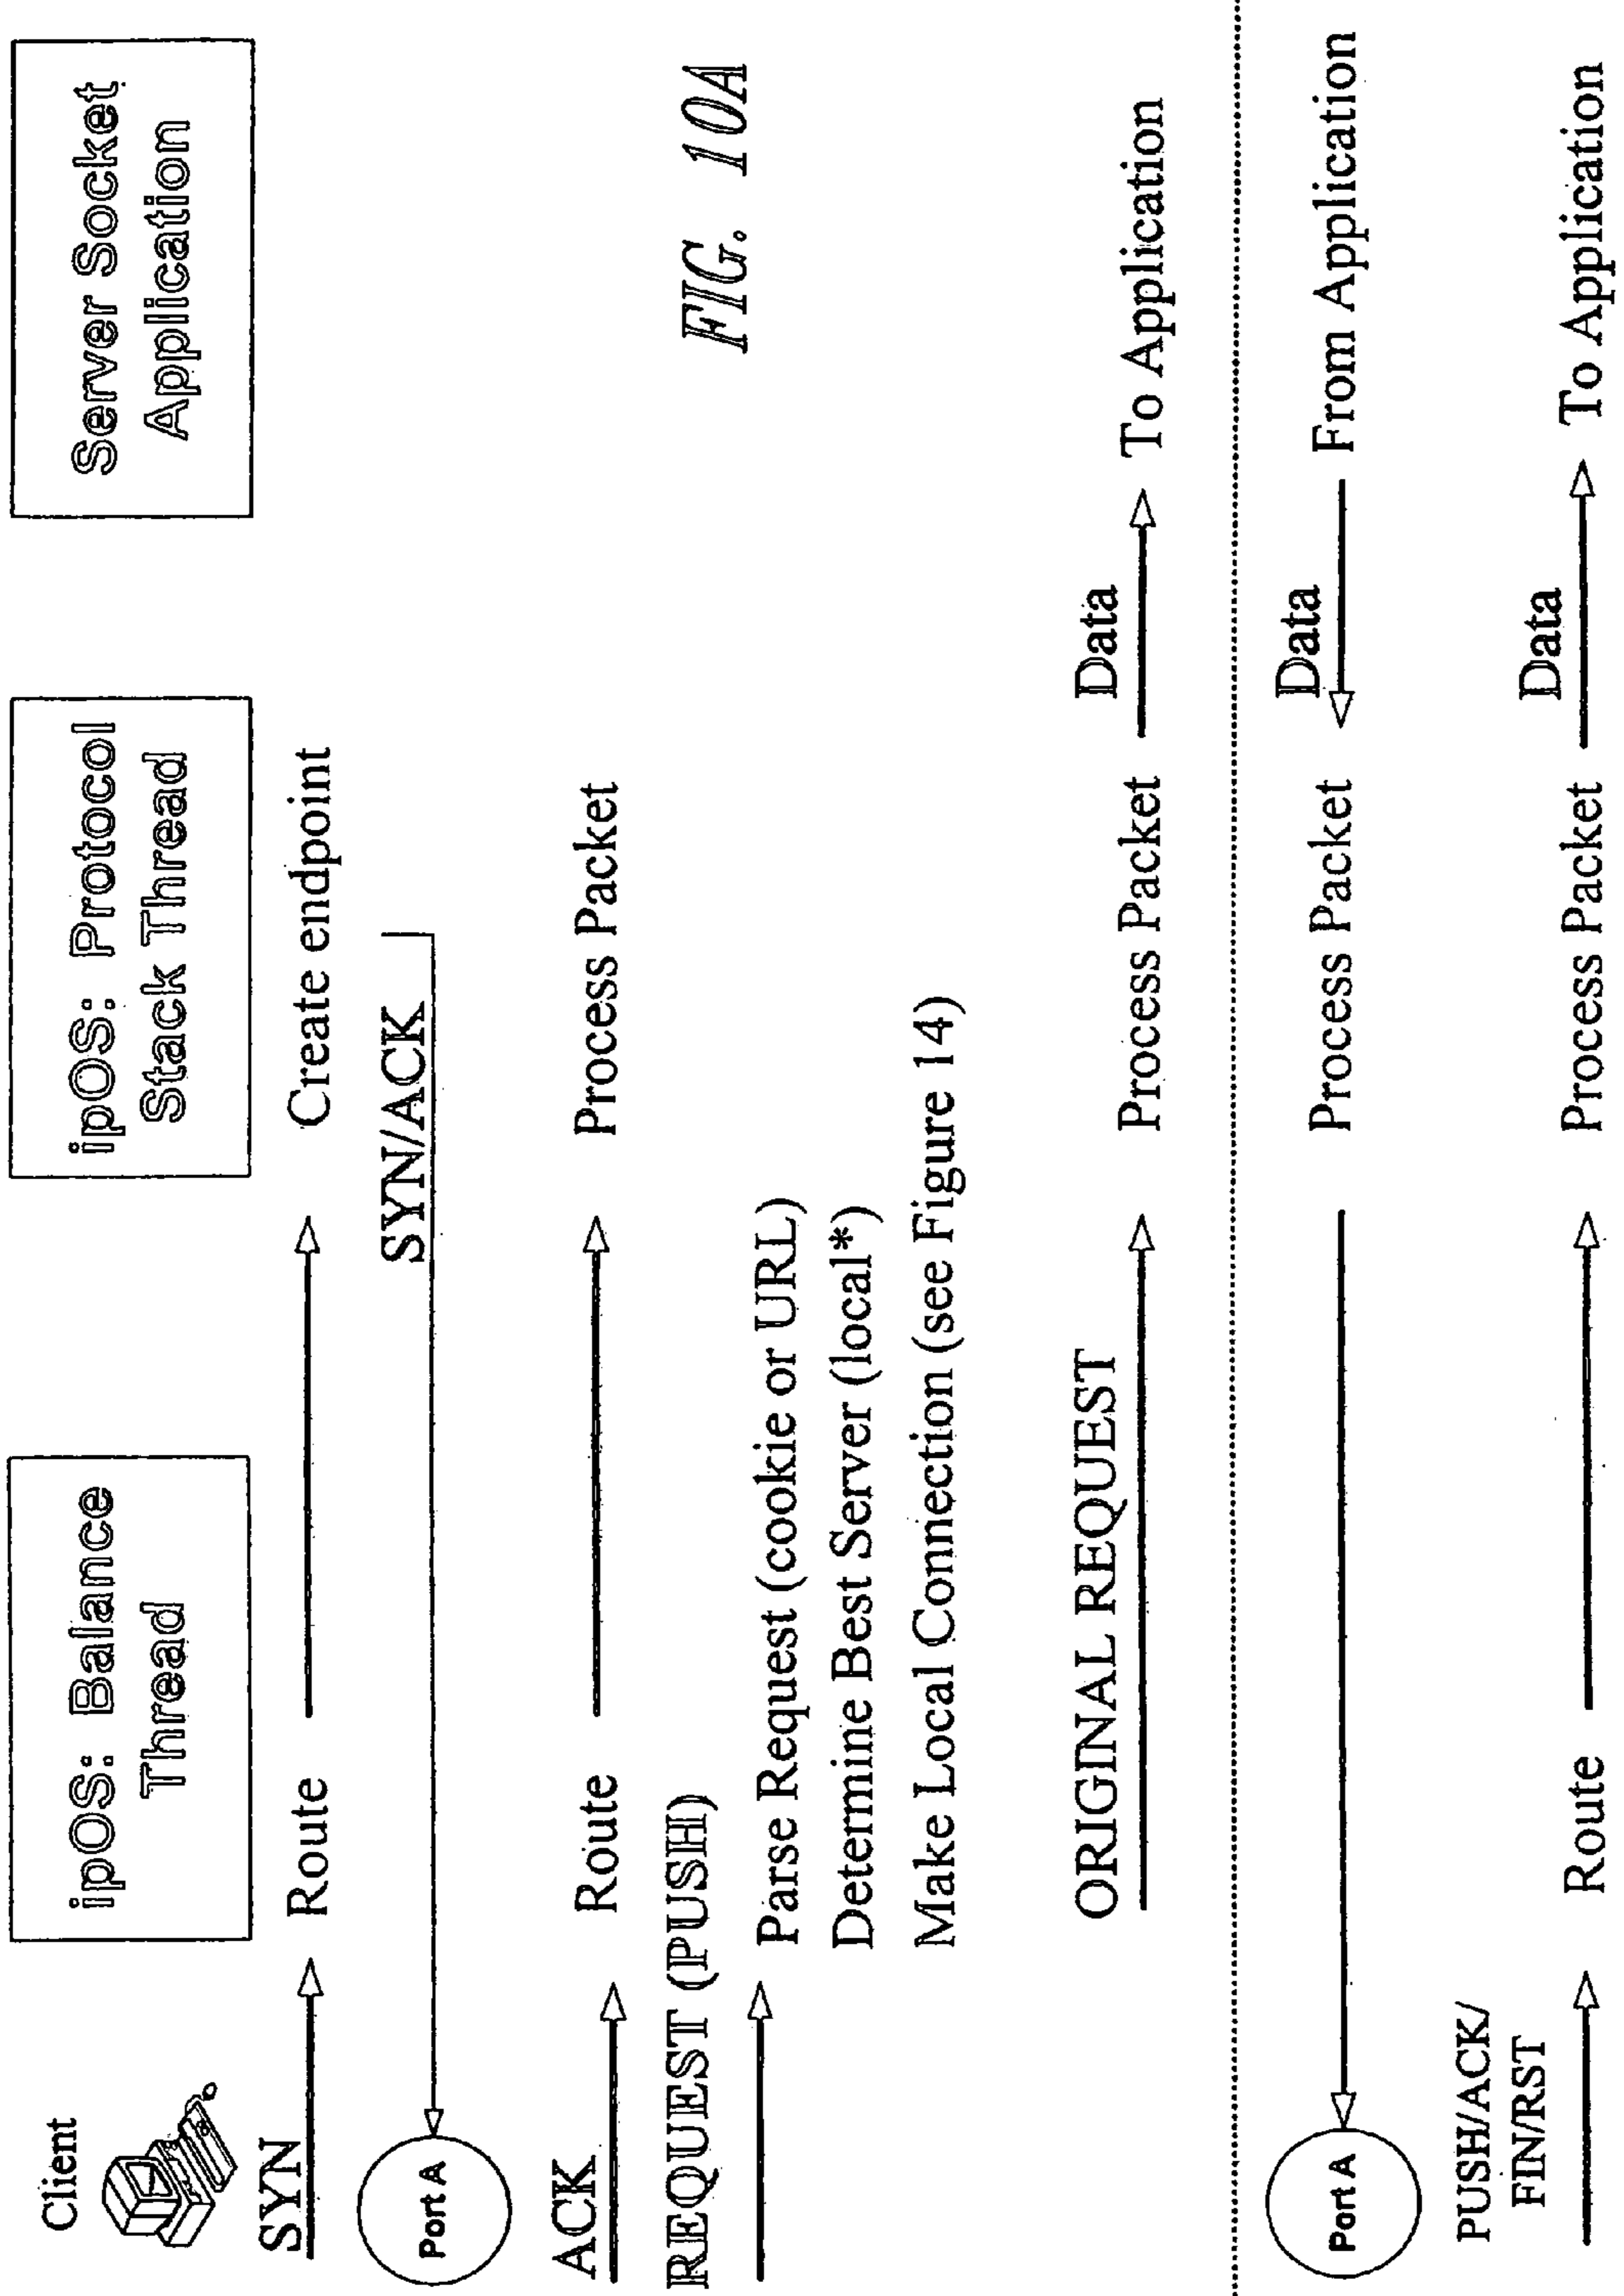 Client
ipOS: Balance
Thread
ipOS: Protocol
Stack Thread
Server Socket
Application
SYN
Route
Create endpoint
SYN/ACK
Port A
ACK
Route
Process Packet
REQUEST (PUSH)
FIG. 10A
Parse Request (cookie or URL)
Determine Best Server (local*)
Make Local Connection (see Figure 14)
ORIGINAL REQUEST
Process Packet
Data
To Application
Port A
Process Packet
Data
From Application
PUSH/ACK/
FIN/RST
Route
Process Packet
Data
To Application